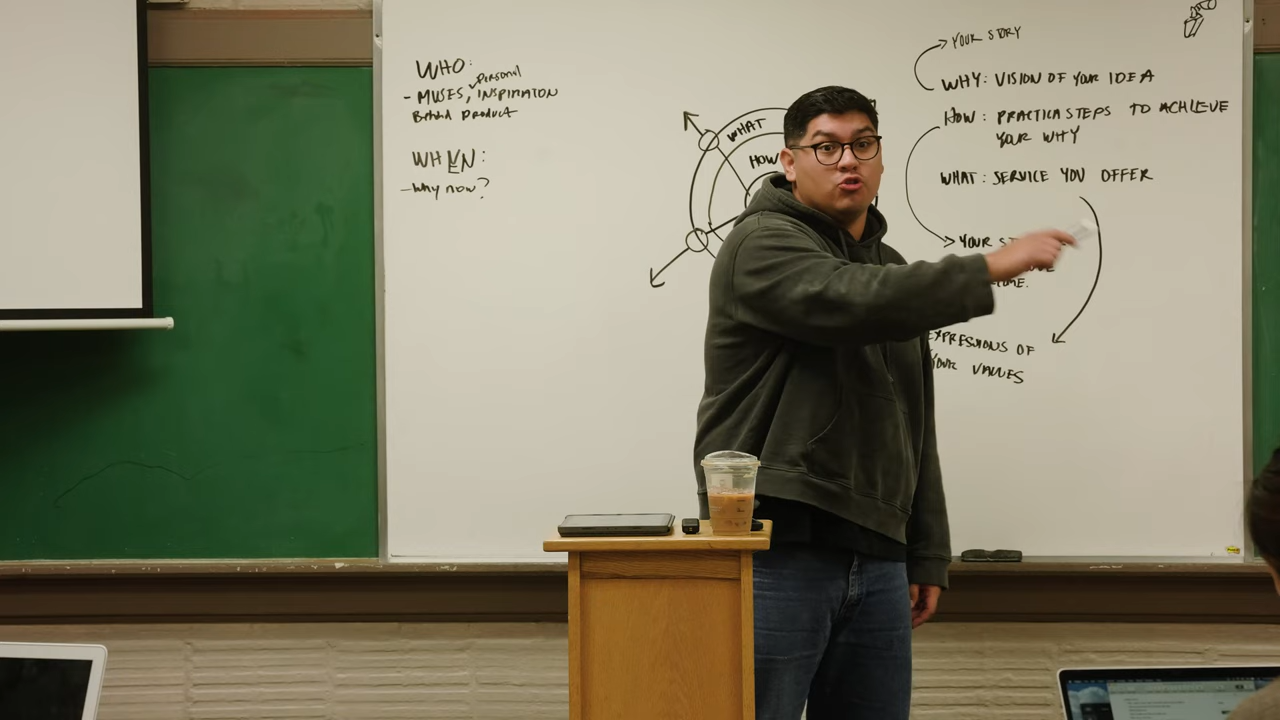 WHO:
personal
- MUSES, INSPIRATION
Behind product
WHEN:
- Why now?
WHAT
HOW
YOUR STORY
WHY: VISION OF YOUR IDEA
HOW: PRACTICAL STEPS TO ACHIEVE
YOUR WHY
WHAT: SERVICE YOU OFFER
YOUR
EXPRESSIONS OF
YOUR VALUES